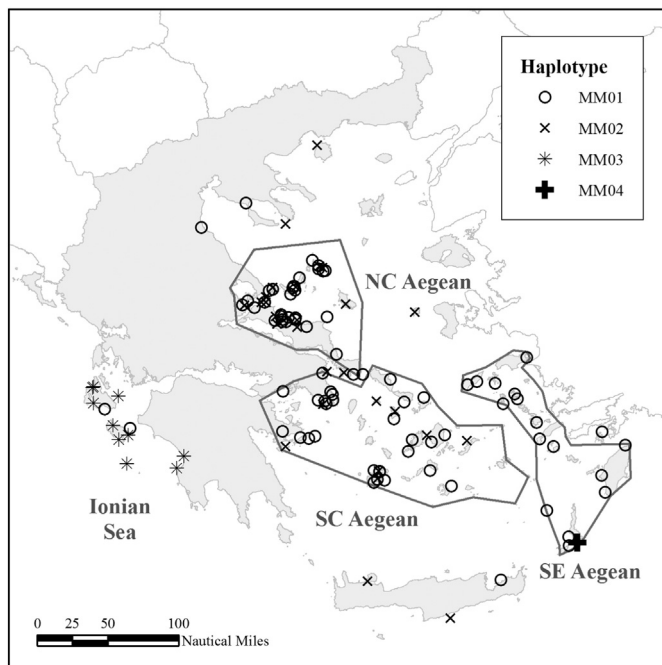 Haplotype
MM01
MM02
MM03
MM04
NC Aegean
Ionian
Sea
SC Aegean
SE Aegean
0 25 50 100
Nautical Miles